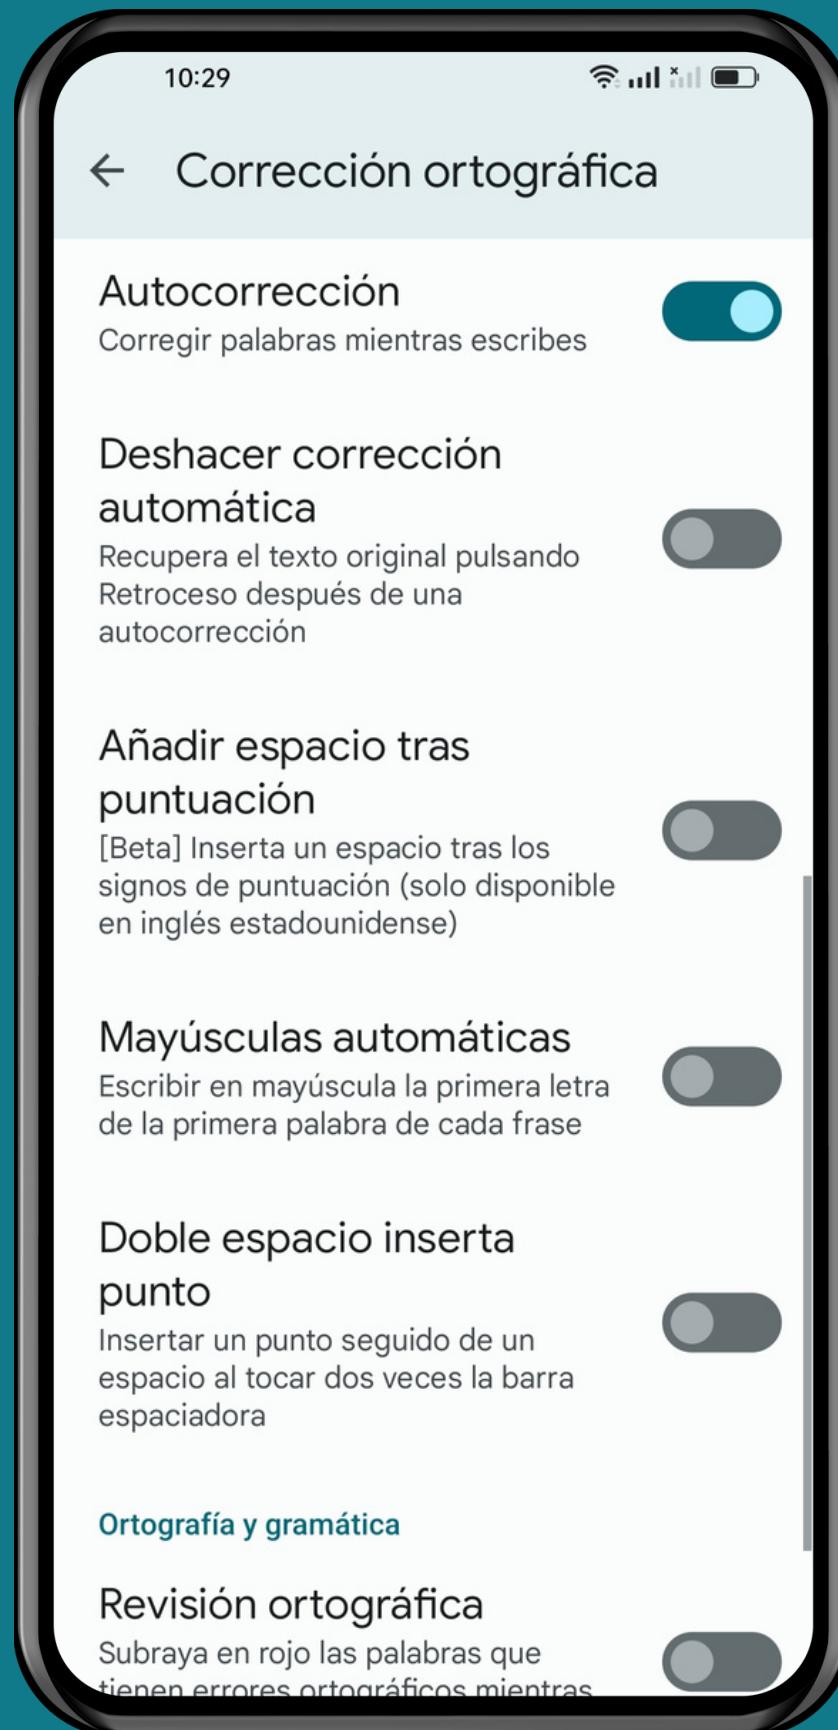 10:29
Corrección ortográfica
Autocorrección
Corregir palabras mientras escribes
Deshacer corrección
automática
Recupera el texto original pulsando
Retroceso después de una
autocorrección
Añadir espacio tras
puntuación
[Beta] Inserta un espacio tras los
signos de puntuación (solo disponible
en inglés estadounidense)
Mayúsculas automáticas
Escribir en mayúscula la primera letra
de la primera palabra de cada frase
Doble espacio inserta
punto
Insertar un punto seguido de un
espacio al tocar dos veces la barra
espaciadora
Ortografía y gramática
Revisión ortográfica
Subraya en rojo las palabras que
tienen errores ortográficos mientras